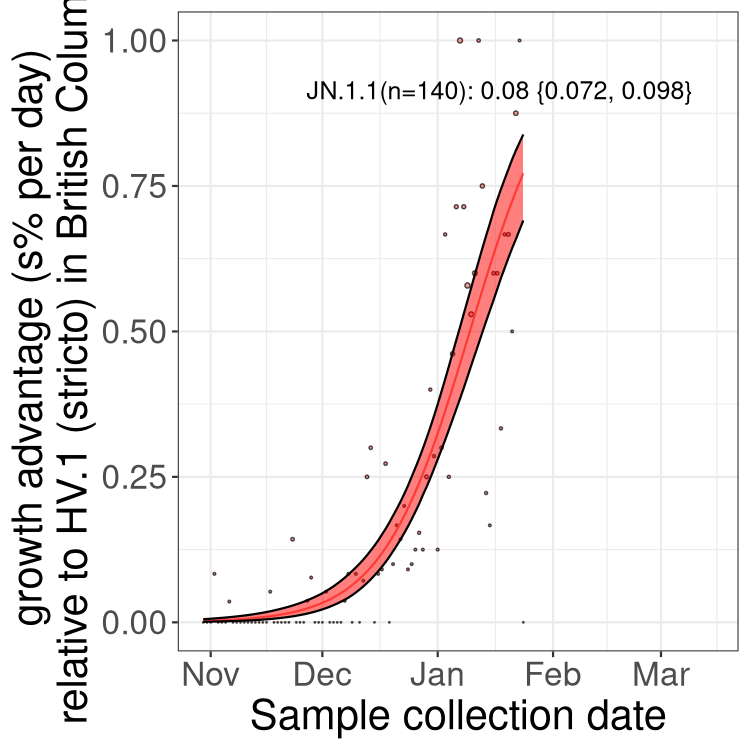 growth advantage (s% per day)
relative to HV.1 (stricto) in British Colum
1.00
0.75
0.50
0.25
0.00
JN.1.1(n=140): 0.08 {0.072, 0.098}
Nov Dec Jan Feb Mar
Sample collection date